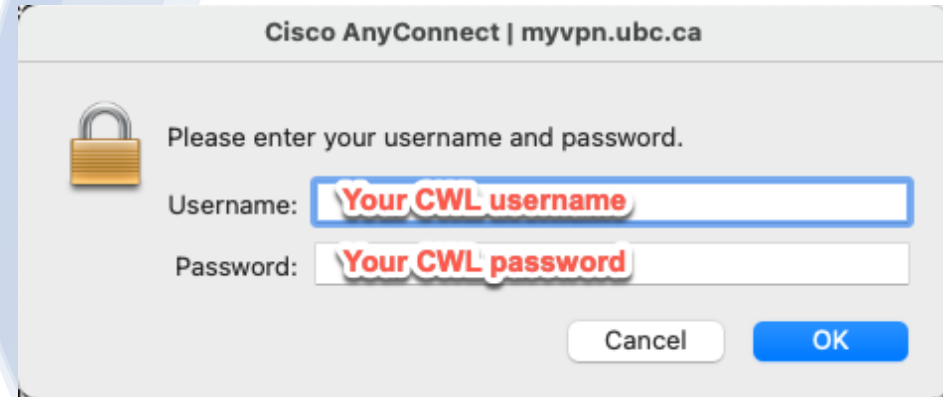 Cisco AnyConnect | myvpn.ubc.ca
Please enter your username and password.
Username: Your CWL username
Password: Your CWL password
Cancel OK